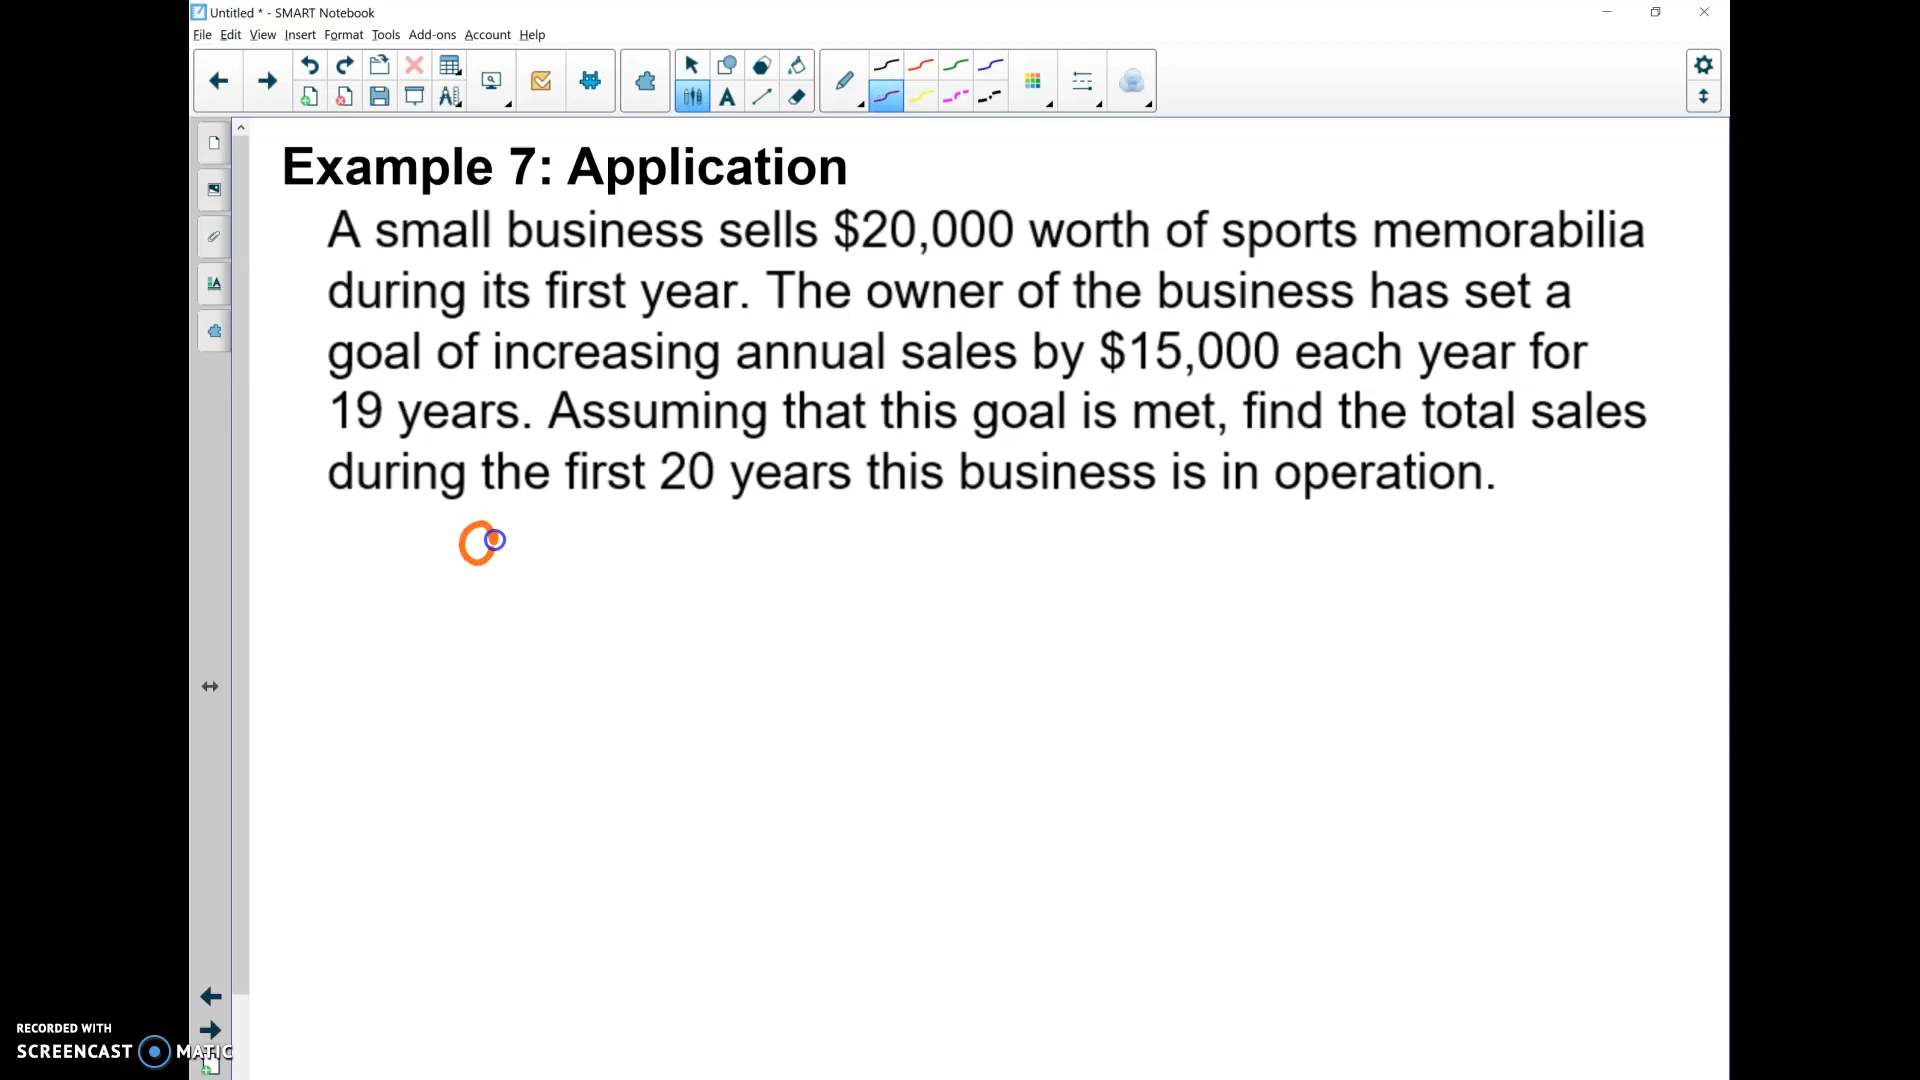 Untitled * - SMART Notebook
File Edit View Insert Format Tools Add-ons Account Help
Example 7: Application
A small business sells $20,000 worth of sports memorabilia
during its first year. The owner of the business has set a
goal of increasing annual sales by $15,000 each year for
19 years. Assuming that this goal is met, find the total sales
during the first 20 years this business is in operation.
RECORDED WITH
SCREENCAST MATIC